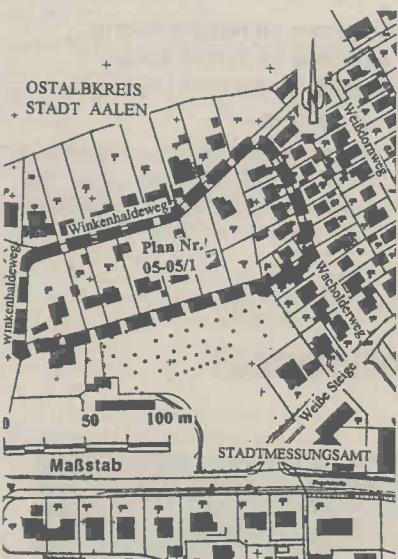 OSTALBKREIS
STADT AALEN
Weißdornweg
Winkenhaldeweg
Plan Nr.:
05-05/1
Winkenhaldeweg
Wacholderweg
Weiße Steige
0 50 100 m
Maßstab
STADTMESSUNGSAMT